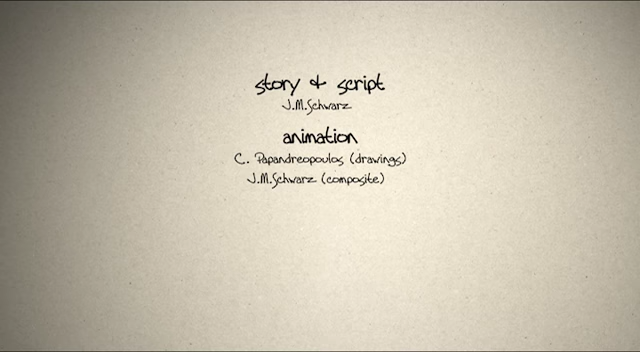 story & script
J.M.Schwarz
animation
C. Papandreopoulos (drawings)
J.M.Schwarz (composite)